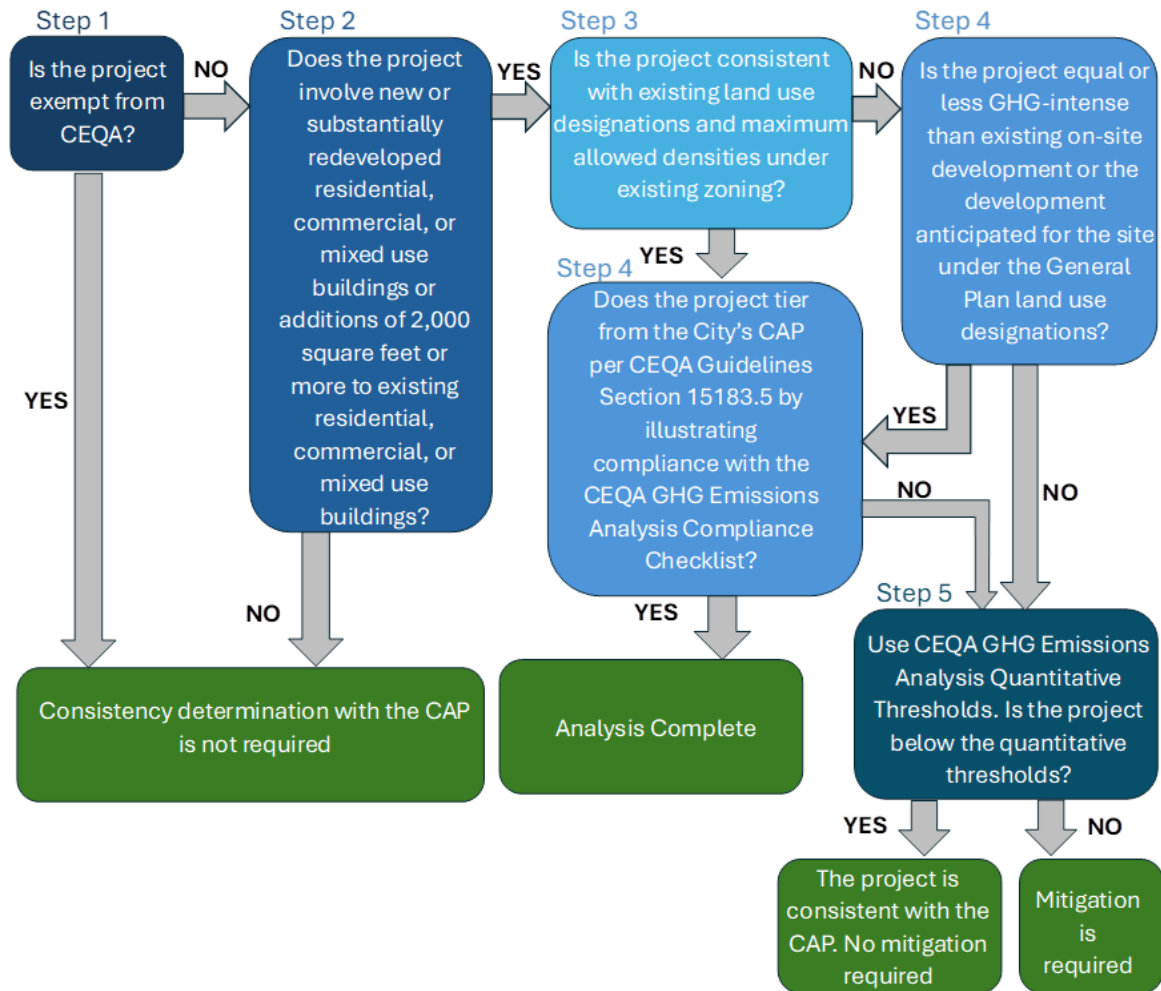 Step 1
Is the project
exempt from
CEQA?
NO
YES
Step 2
Does the project
involve new or
substantially
redeveloped
residential,
commercial, or
mixed use
buildings or
additions of 2,000
square feet or
more to existing
residential,
commercial, or
mixed use
buildings?
YES
NO
Step 3
Is the project consistent
with existing land use
designations and maximum
allowed densities under
existing zoning?
NO
YES
Step 4
Is the project equal or
less GHG-intense
than existing on-site
development or the
development
anticipated for the site
under the General
Plan land use
designations?
YES
NO
Step 4
Does the project tier
from the City's CAP
per CEQA Guidelines
Section 15183.5 by
illustrating
compliance with the
CEQA GHG Emissions
Analysis Compliance
Checklist?
NO
YES
Step 5
Use CEQA GHG Emissions
Analysis Quantitative
Thresholds. Is the project
below the quantitative
thresholds?
YES
NO
Consistency determination with the CAP
is not required
Analysis Complete
The project is
consistent with the
CAP. No mitigation
required
Mitigation
is
required